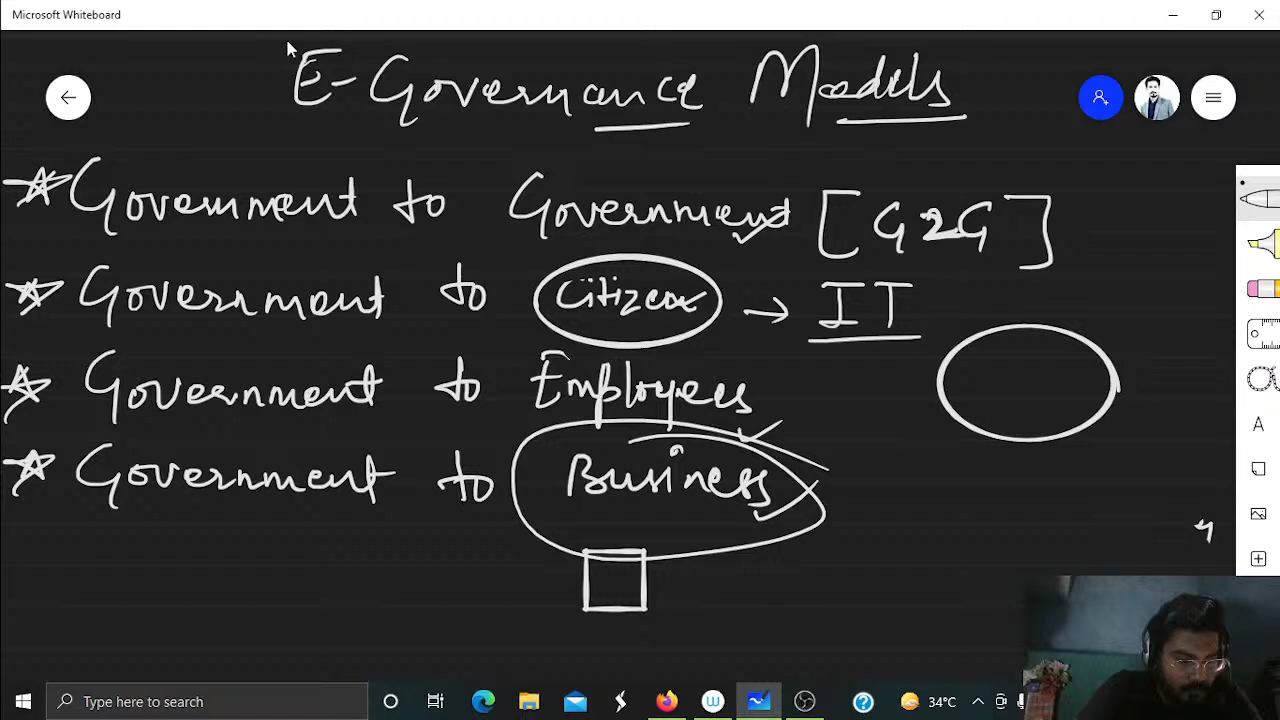 Microsoft Whiteboard
E-Governance Models
Government to Government [G2G]
Government to Citizen → IT
Government to Employees
Government to Business
A
Type here to search
34°C